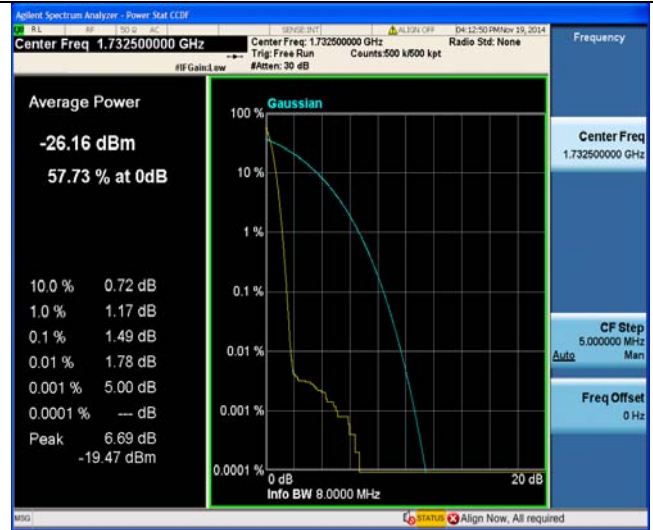 Agilent Spectrum Analyzer - Power Stat CCDF
RL RF 50 Ω AC SENSE:INT ALIGN OFF 04:12:50 PM Nov 19, 2014
Center Freq 1.732500000 GHz
Center Freq: 1.732500000 GHz Radio Std: None
Trig: Free Run Counts:500 k/500 kpt
#IFGain:Low #Atten: 30 dB
Frequency
Average Power
-26.16 dBm
57.73 % at 0dB
10.0 % 0.72 dB
1.0 % 1.17 dB
0.1 % 1.49 dB
0.01 % 1.78 dB
0.001 % 5.00 dB
0.0001 % --- dB
Peak 6.69 dB
-19.47 dBm
Gaussian
100 %
10 %
1 %
0.1 %
0.01 %
0.001 %
0.0001 %
0 dB 20 dB
Info BW 8.0000 MHz
Center Freq
1.732500000 GHz
CF Step
5.000000 MHz
Auto Man
Freq Offset
0 Hz
MSG STATUS Align Now, All required